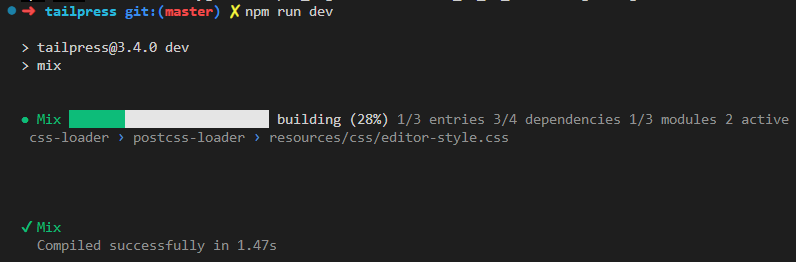 ➜ tailpress git:(master) ✗ npm run dev
> tailpress@3.4.0 dev
> mix
● Mix building (28%) 1/3 entries 3/4 dependencies 1/3 modules 2 active
css-loader › postcss-loader › resources/css/editor-style.css
✓ Mix
Compiled successfully in 1.47s